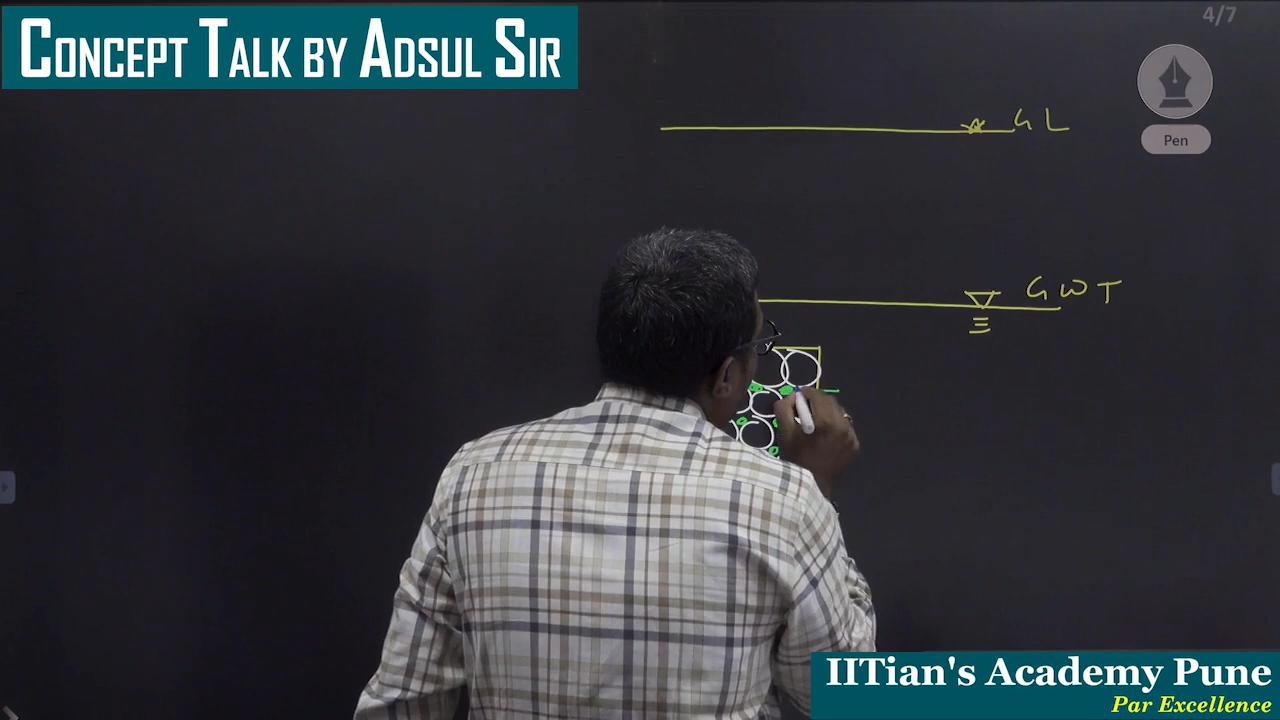 CONCEPT TALK BY ADSUL SIR
4/7
Pen
GL
GWT
IITian's Academy Pune
Par Excellence